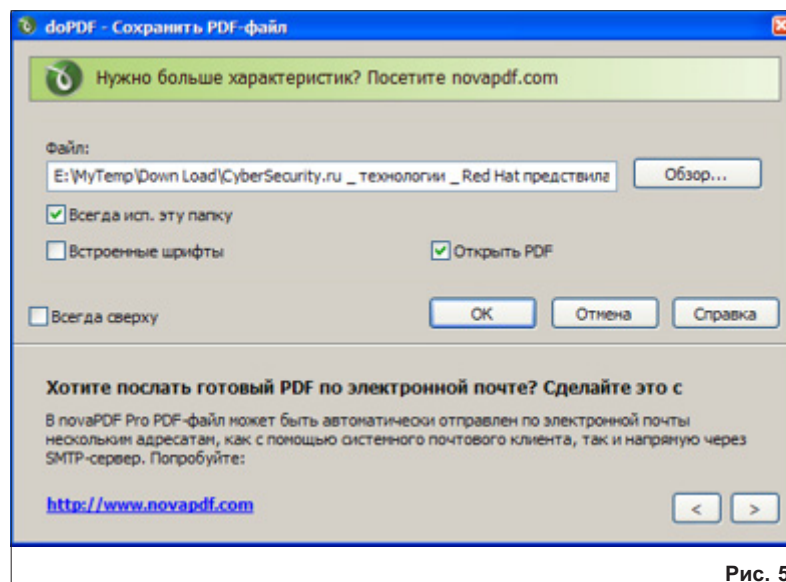 doPDF - Сохранить PDF-файл
Нужно больше характеристик? Посетите novapdf.com
Файл:
E:\MyTemp\Down Load\CyberSecurity.ru _ технологии _ Red Hat предствила
Обзор...
Всегда исп. эту папку
Встроенные шрифты
Открыть PDF
Всегда сверху
OK
Отмена
Справка
Хотите послать готовый PDF по электронной почте? Сделайте это с
В novaPDF Pro PDF-файл может быть автоматически отправлен по электронной почты
нескольким адресатам, как с помощью системного почтового клиента, так и напрямую через
SMTP-сервер. Попробуйте:
http://www.novapdf.com
< >
Рис. 5